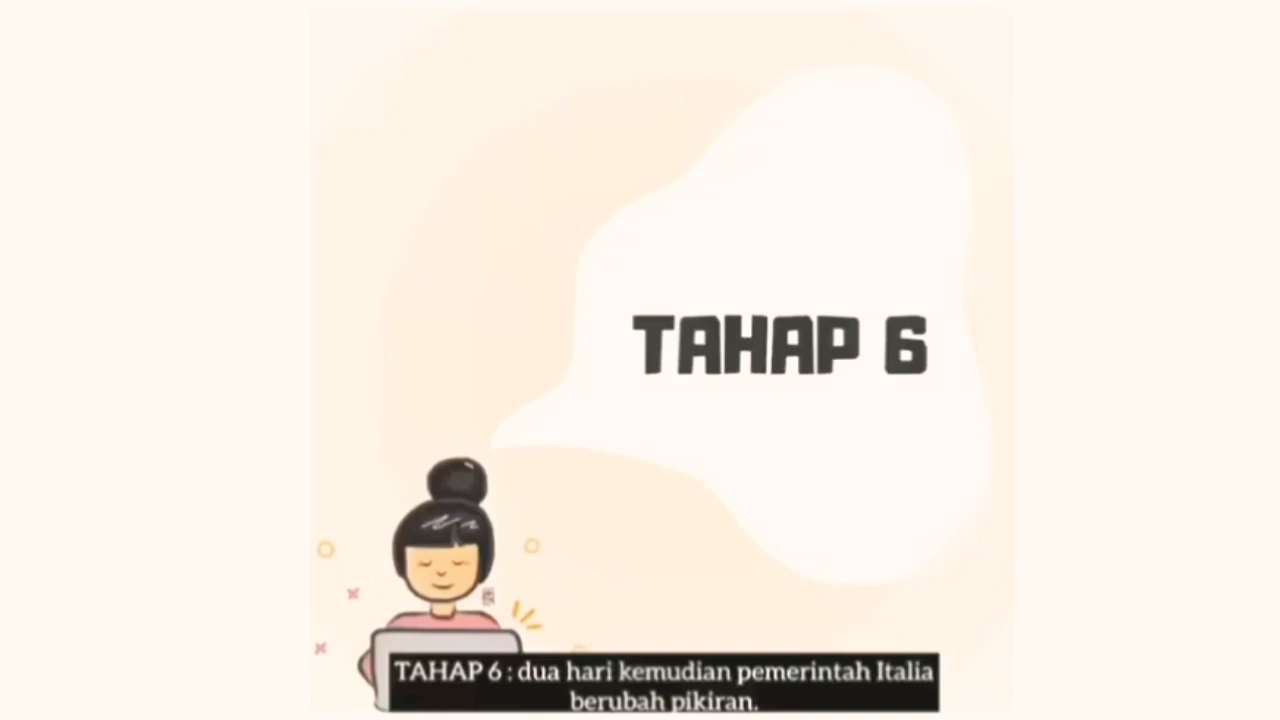 TAHAP 6
TAHAP 6 : dua hari kemudian pemerintah Italia
berubah pikiran.